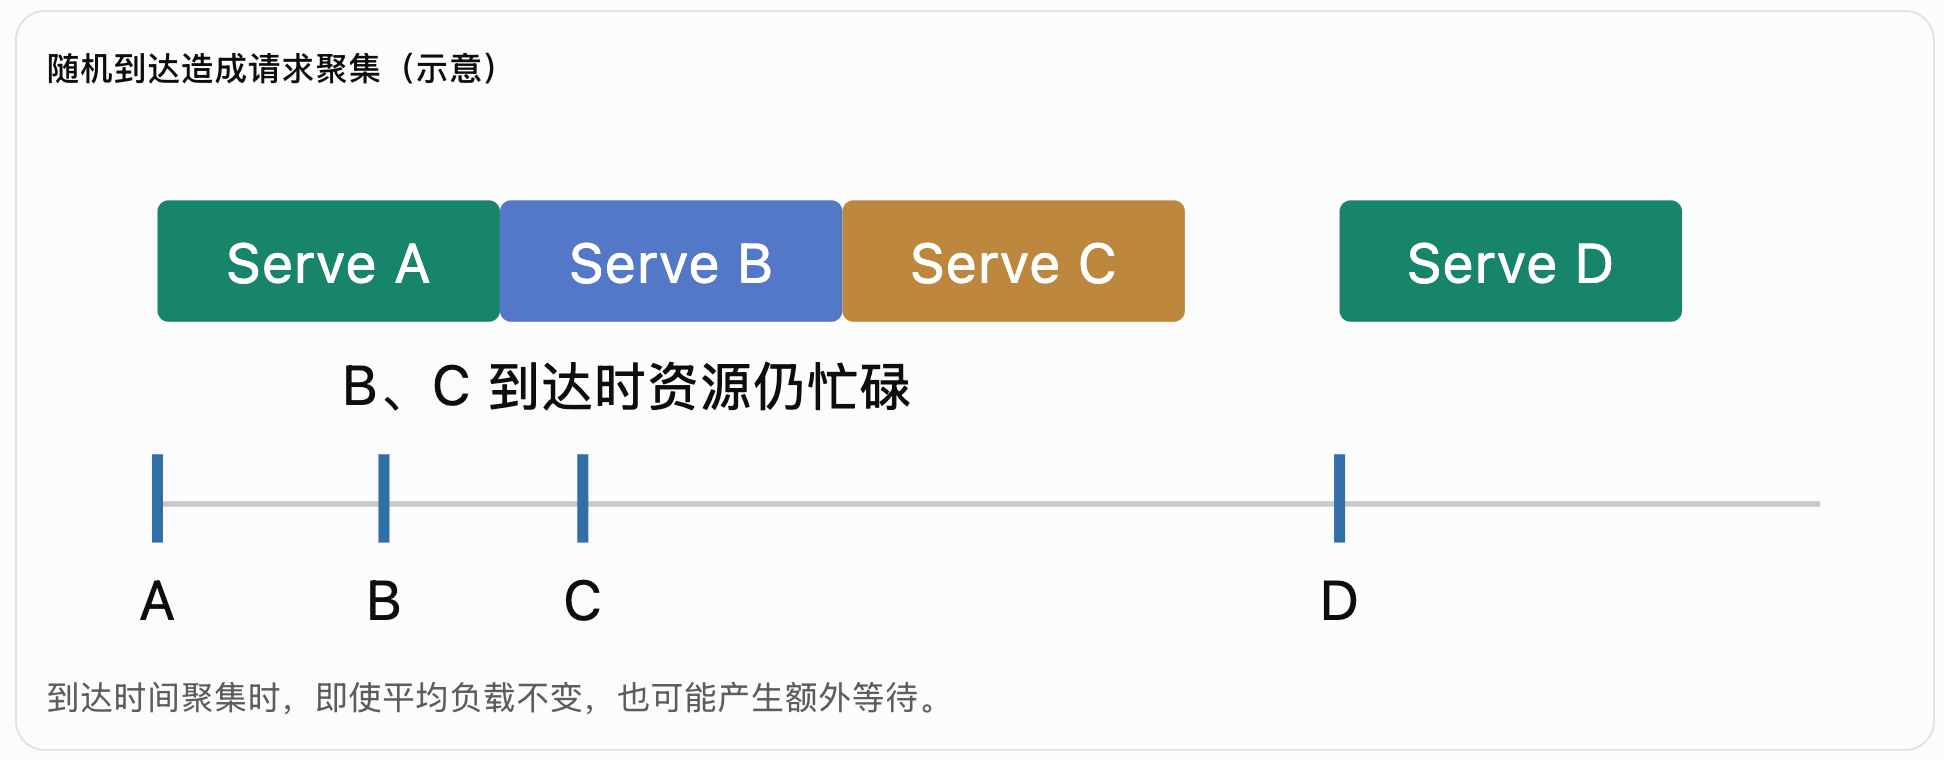 随机到达造成请求聚集（示意）
Serve A Serve B Serve C Serve D
B、C 到达时资源仍忙碌
A B C D
到达时间聚集时，即使平均负载不变，也可能产生额外等待。